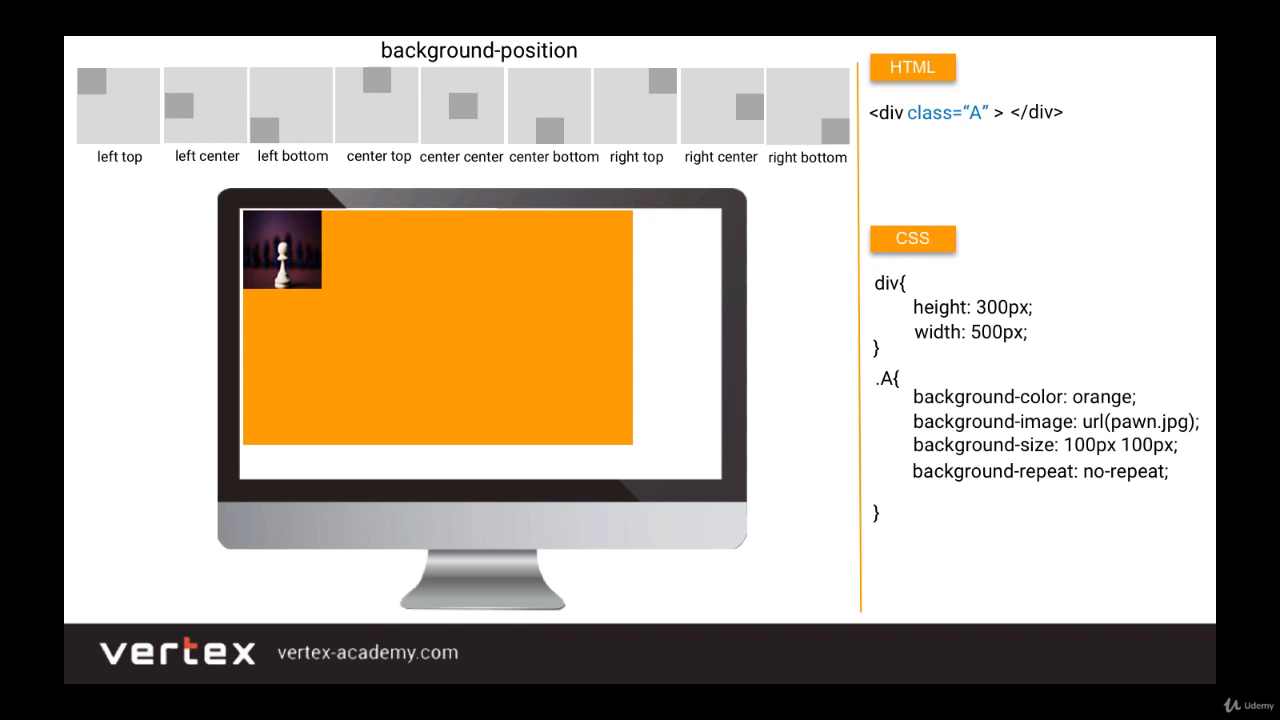 background-position
left top
left center
left bottom
center top
center center
center bottom
right top
right center
right bottom
HTML
<div class=“A” > </div>
CSS
div{
height: 300px;
width: 500px;
}
.A{
background-color: orange;
background-image: url(pawn.jpg);
background-size: 100px 100px;
background-repeat: no-repeat;
}
vertex
vertex-academy.com
Udemy